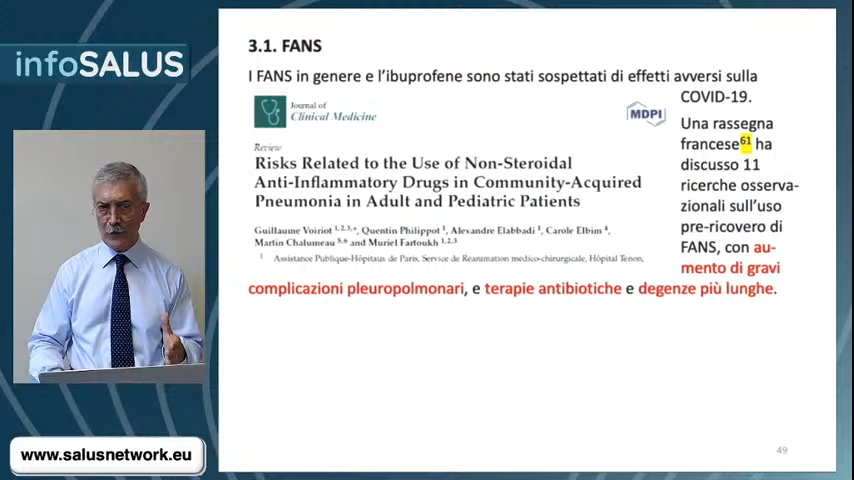 infoSALUS
www.salusnetwork.eu
3.1. FANS
I FANS in genere e l'ibuprofene sono stati sospettati di effetti avversi sulla
COVID-19.
Journal of
Clinical Medicine
MDPI
Review
Risks Related to the Use of Non-Steroidal
Anti-Inflammatory Drugs in Community-Acquired
Pneumonia in Adult and Pediatric Patients
Guillaume Voiriot 1,2,3,*, Quentin Philippot 1, Alexandre Elabbadi 1, Carole Elbim 4,
Martin Chalumeau 5,6 and Muriel Fartoukh 1,2,3
1 Assistance Publique-Hôpitaux de Paris, Service de Réanimation médico-chirurgicale, Hôpital Tenon,
Una rassegna
francese61 ha
discusso 11
ricerche osserva-
zionali sull'uso
pre-ricovero di
FANS, con au-
mento di gravi
complicazioni pleuropolmonari, e terapie antibiotiche e degenze più lunghe.
49